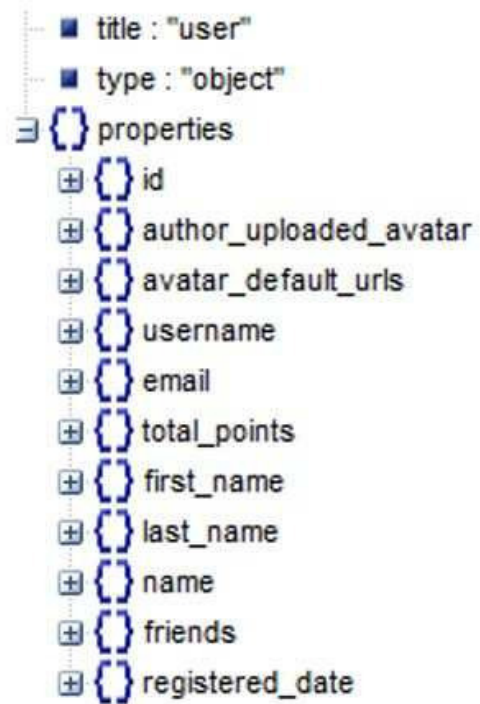 title : "user"
type : "object"
properties
id
author_uploaded_avatar
avatar_default_urls
username
email
total_points
first_name
last_name
name
friends
registered_date